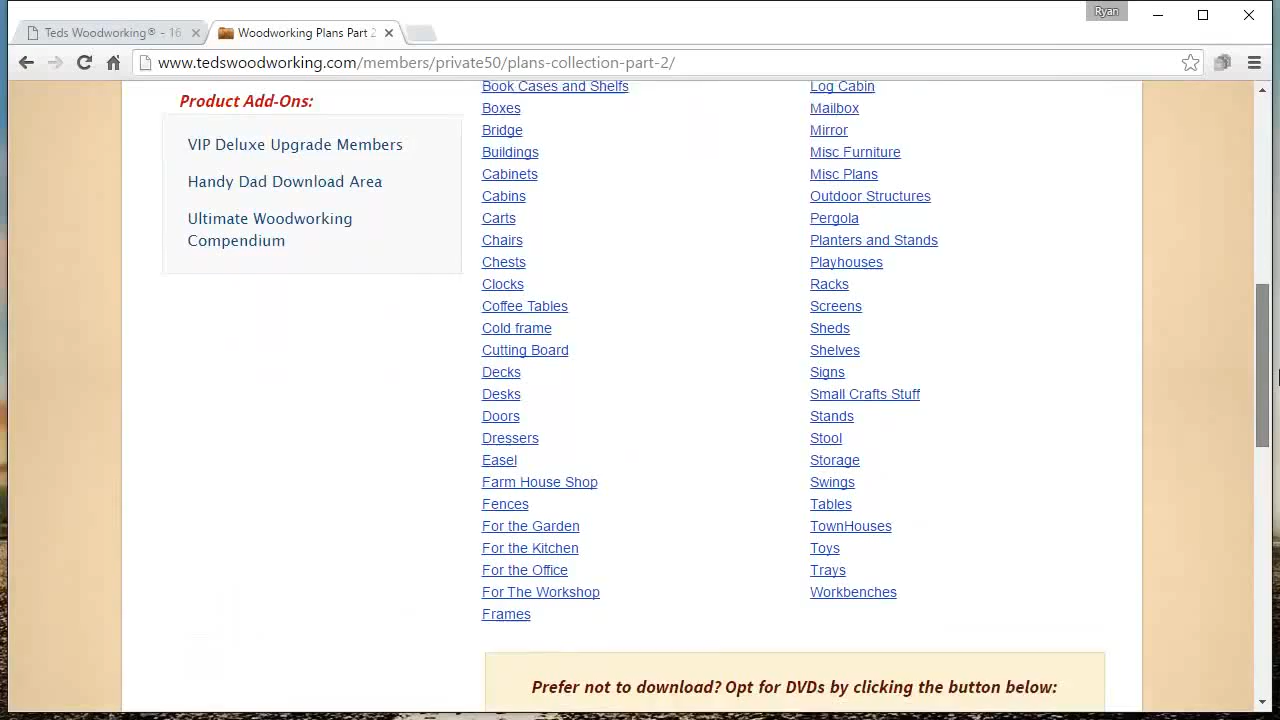 Ryan
Teds Woodworking® - 16
Woodworking Plans Part 2
www.tedswoodworking.com/members/private50/plans-collection-part-2/
Product Add-Ons:
VIP Deluxe Upgrade Members
Handy Dad Download Area
Ultimate Woodworking
Compendium
Book Cases and Shelfs
Boxes
Bridge
Buildings
Cabinets
Cabins
Carts
Chairs
Chests
Clocks
Coffee Tables
Cold frame
Cutting Board
Decks
Desks
Doors
Dressers
Easel
Farm House Shop
Fences
For the Garden
For the Kitchen
For the Office
For The Workshop
Frames
Log Cabin
Mailbox
Mirror
Misc Furniture
Misc Plans
Outdoor Structures
Pergola
Planters and Stands
Playhouses
Racks
Screens
Sheds
Shelves
Signs
Small Crafts Stuff
Stands
Stool
Storage
Swings
Tables
TownHouses
Toys
Trays
Workbenches
Prefer not to download? Opt for DVDs by clicking the button below: